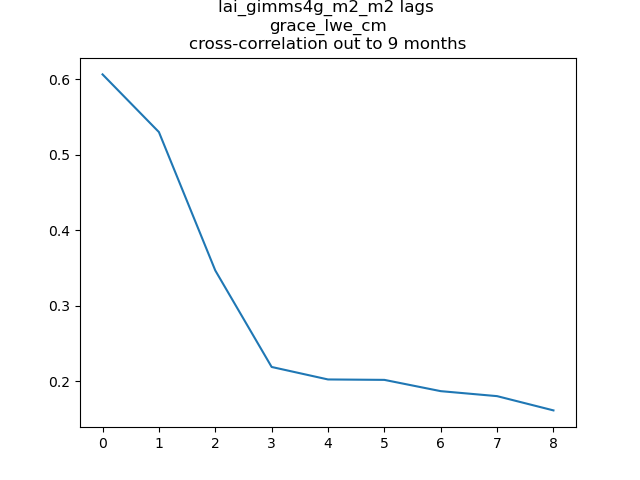 lai_gimms4g_m2_m2 lags
grace_lwe_cm
cross-correlation out to 9 months
0.6
0.5
0.4
0.3
0.2
0 1 2 3 4 5 6 7 8